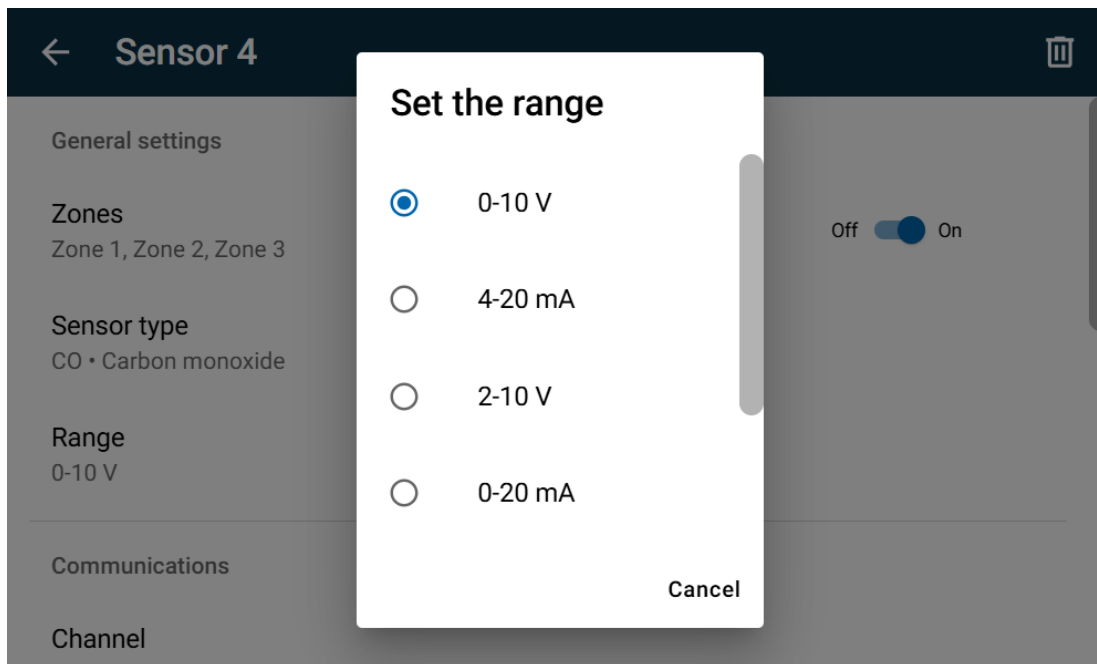 Sensor 4
General settings
Zones
Zone 1, Zone 2, Zone 3
Off On
Sensor type
CO • Carbon monoxide
Range
0-10 V
Communications
Channel
Set the range
0-10 V
4-20 mA
2-10 V
0-20 mA
Cancel